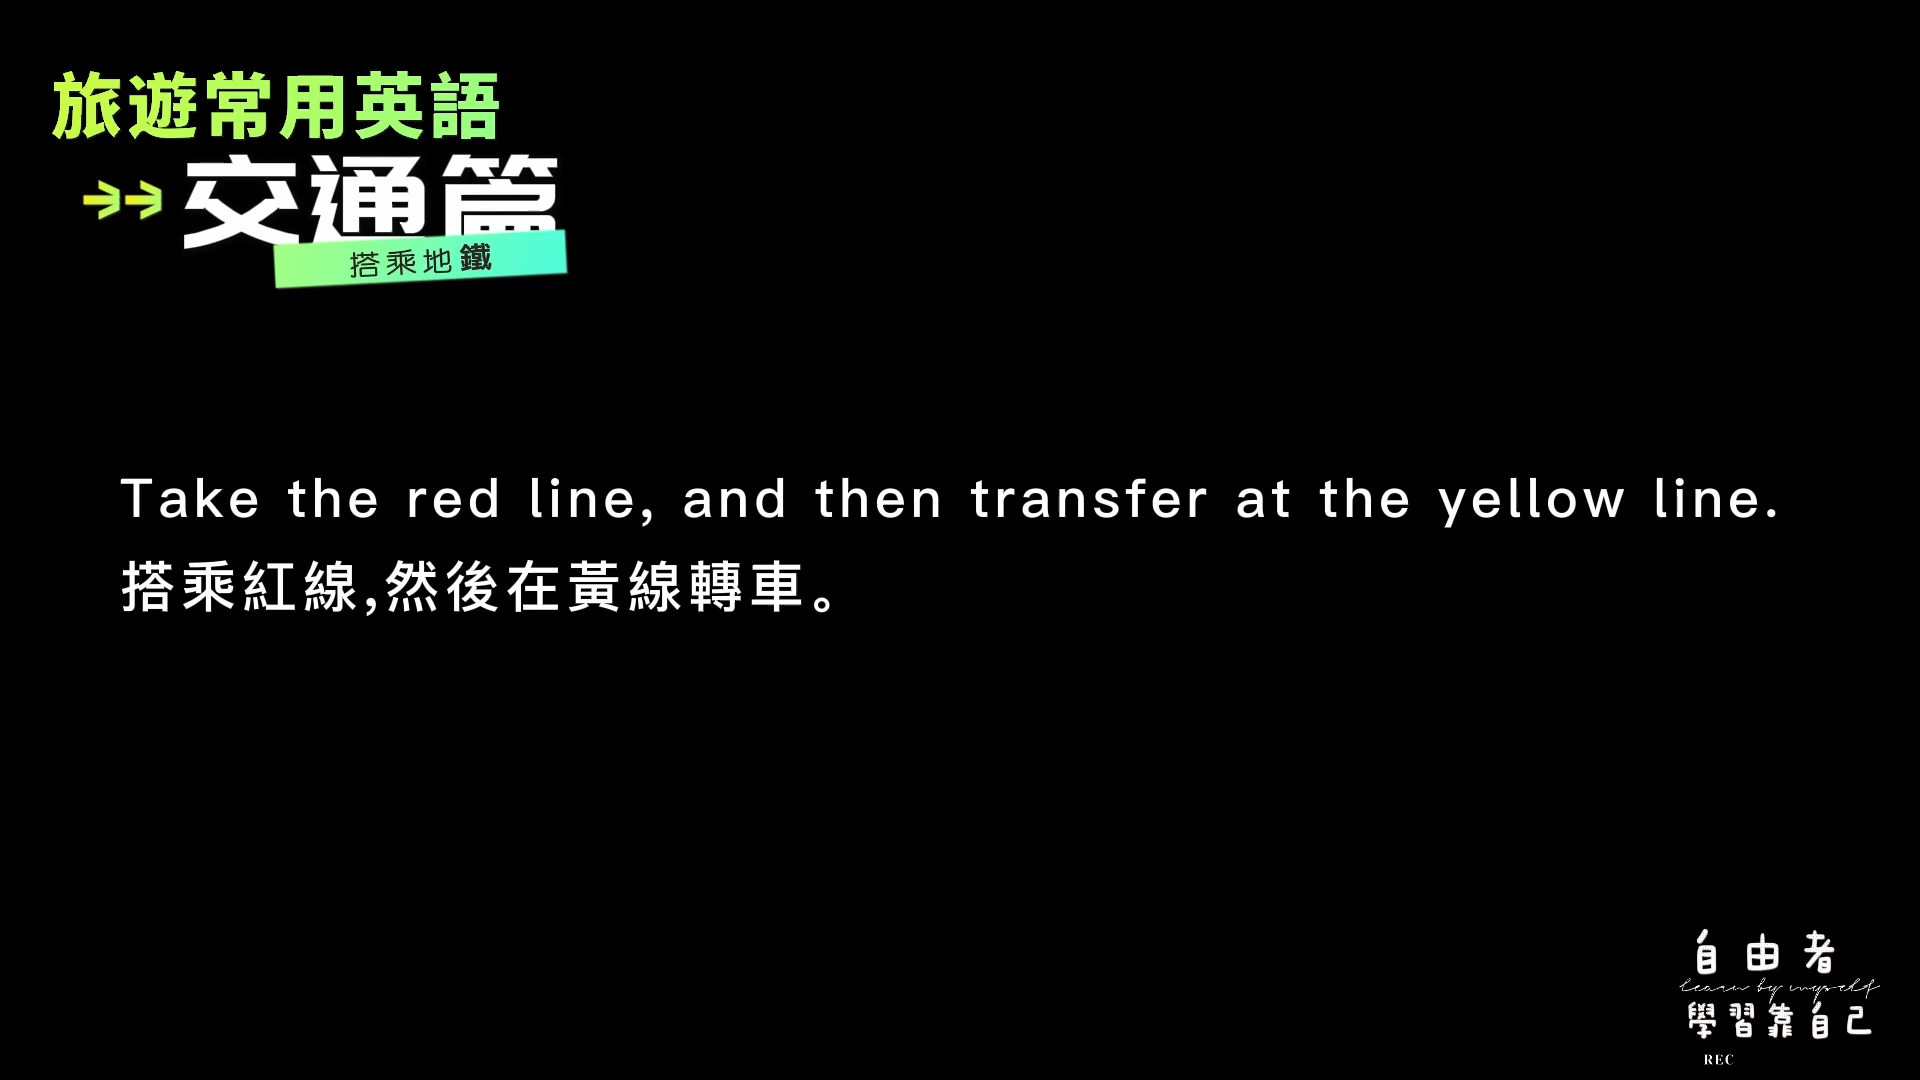 旅遊常用英語
交通篇
搭乘地鐵
Take the red line, and then transfer at the yellow line.
搭乘紅線,然後在黃線轉車。
自由者
learn by myself
學習靠自己
REC